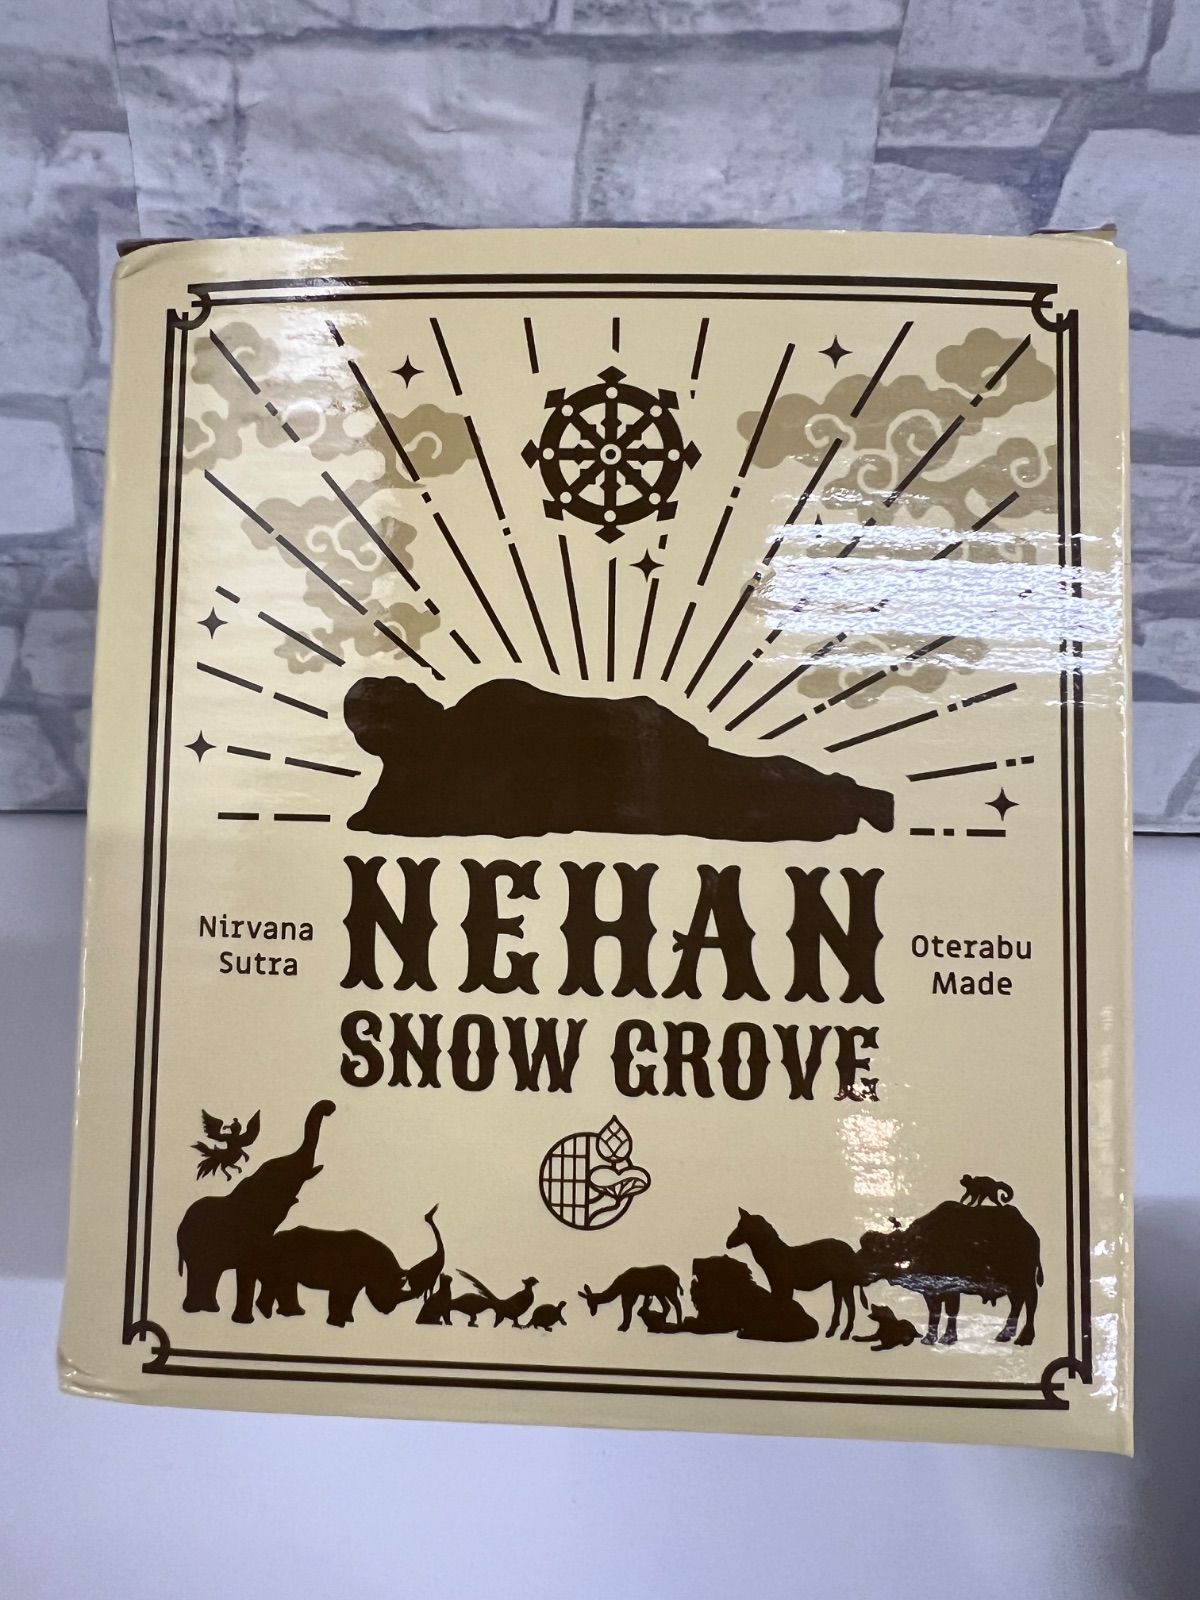 Nirvana
Sutra
NEHAN
Oterabu
Made
SNOW GROVE